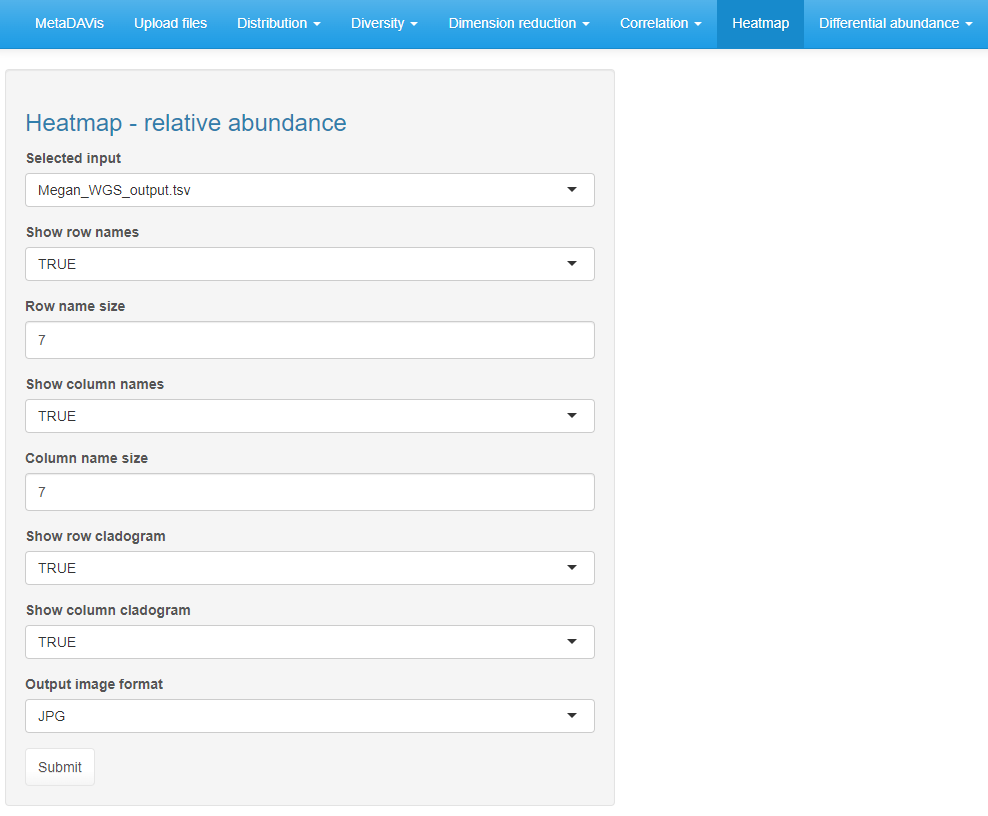 MetaDAVis Upload files Distribution Diversity Dimension reduction Correlation Heatmap Differential abundance
Heatmap - relative abundance
Selected input
Megan_WGS_output.tsv
Show row names
TRUE
Row name size
7
Show column names
TRUE
Column name size
7
Show row cladogram
TRUE
Show column cladogram
TRUE
Output image format
JPG
Submit